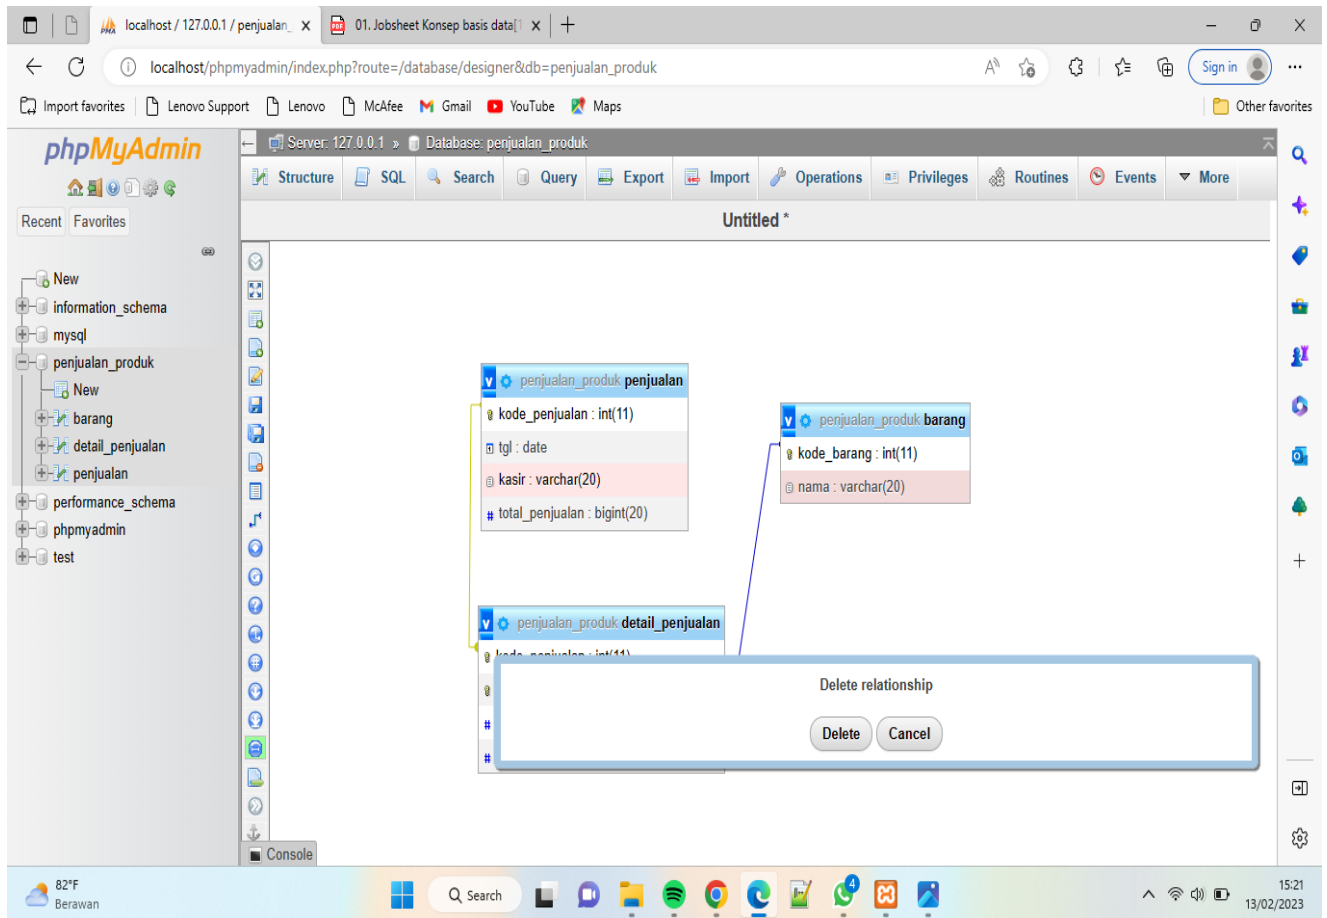 localhost / 127.0.0.1 / penjualan_
01. Jobsheet Konsep basis data[1
localhost/phpmyadmin/index.php?route=/database/designer&db=penjualan_produk
Sign in
Import favorites
Lenovo Support
Lenovo
McAfee
Gmail
YouTube
Maps
Other favorites
phpMyAdmin
Recent
Favorites
New
information_schema
mysql
penjualan_produk
New
barang
detail_penjualan
penjualan
performance_schema
phpmyadmin
test
Server: 127.0.0.1 » Database: penjualan_produk
Structure
SQL
Search
Query
Export
Import
Operations
Privileges
Routines
Events
More
Untitled *
v penjualan_produk penjualan
kode_penjualan : int(11)
tgl : date
kasir : varchar(20)
# total_penjualan : bigint(20)
v penjualan_produk barang
kode_barang : int(11)
nama : varchar(20)
v penjualan_produk detail_penjualan
kode_penjualan : int(11)
#
#
Delete relationship
Delete
Cancel
Console
82°F
Berawan
Search
4
15:21
13/02/2023